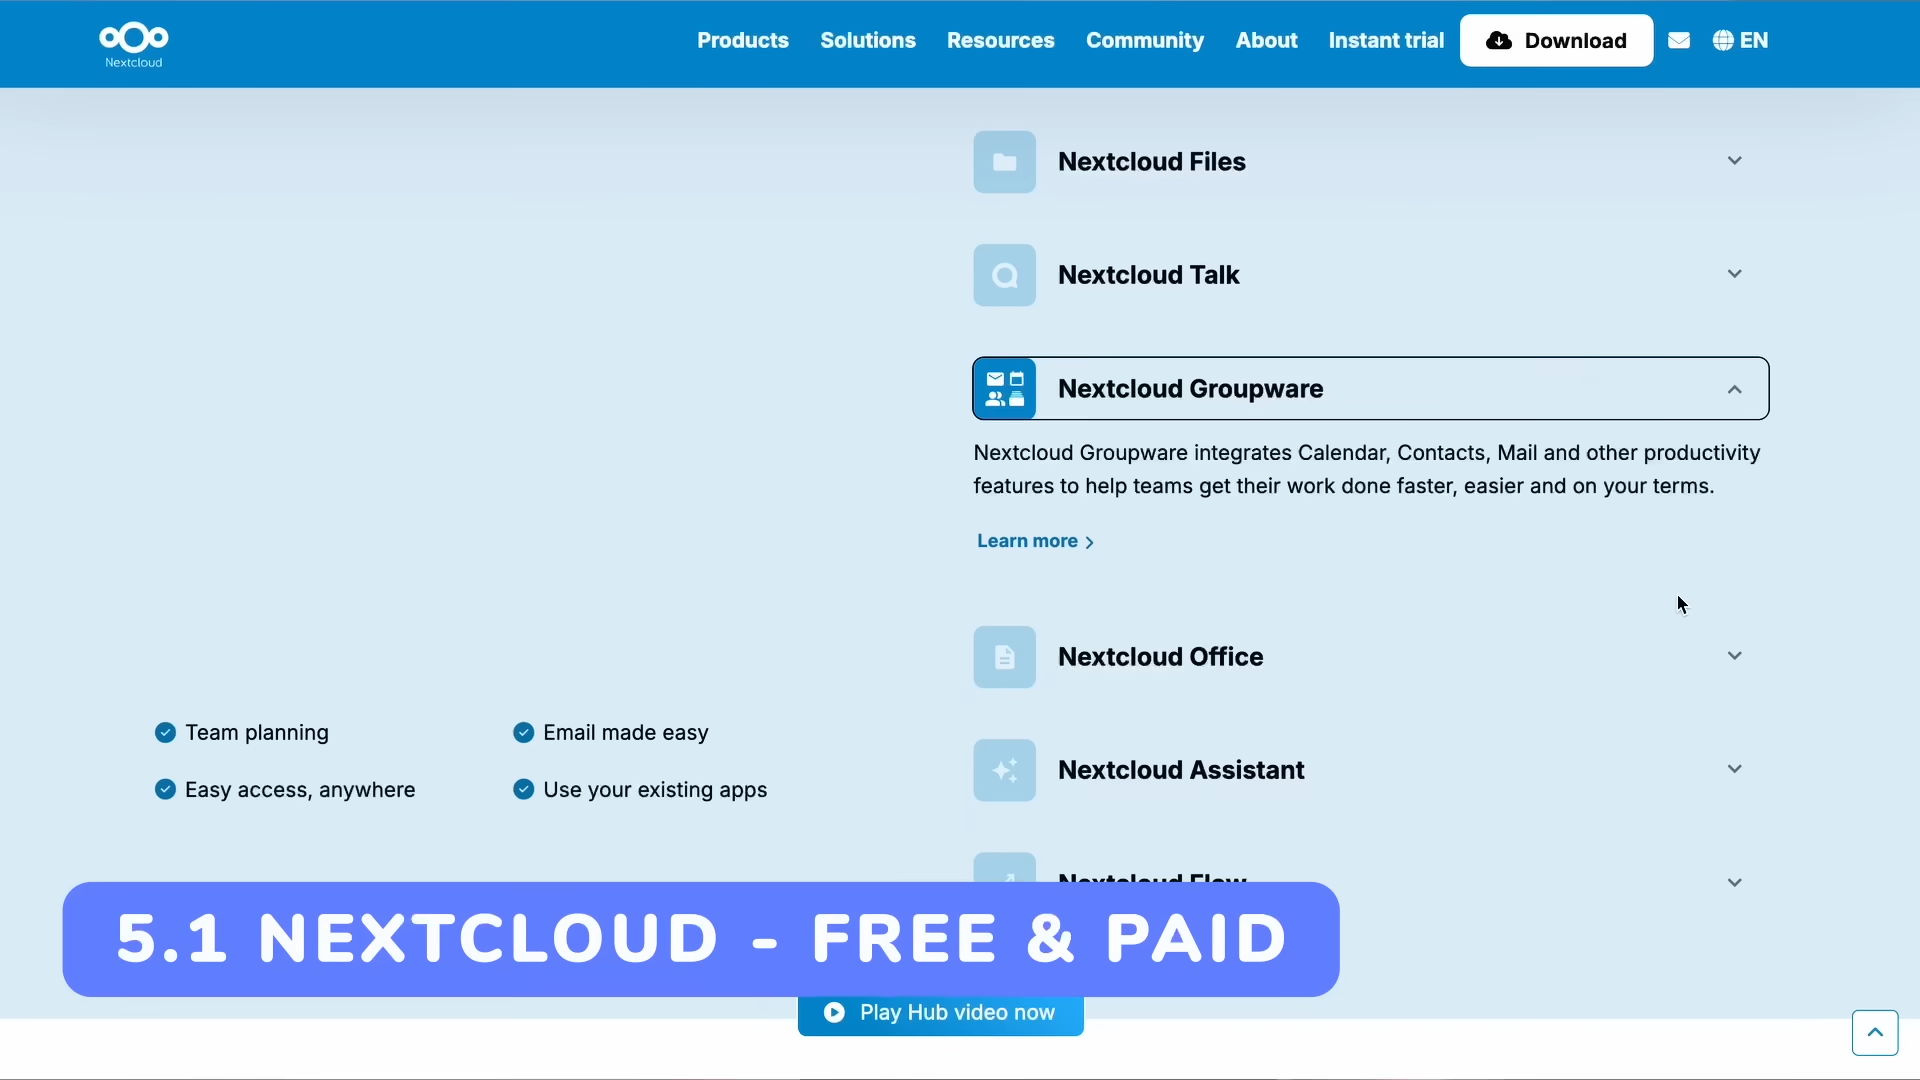 Nextcloud
Products Solutions Resources Community About Instant trial Download EN
Nextcloud Files
Nextcloud Talk
Nextcloud Groupware
Nextcloud Groupware integrates Calendar, Contacts, Mail and other productivity
features to help teams get their work done faster, easier and on your terms.
Learn more
Nextcloud Office
Team planning
Email made easy
Easy access, anywhere
Use your existing apps
Nextcloud Assistant
Nextcloud Flow
5.1 NEXTCLOUD - FREE & PAID
Play Hub video now